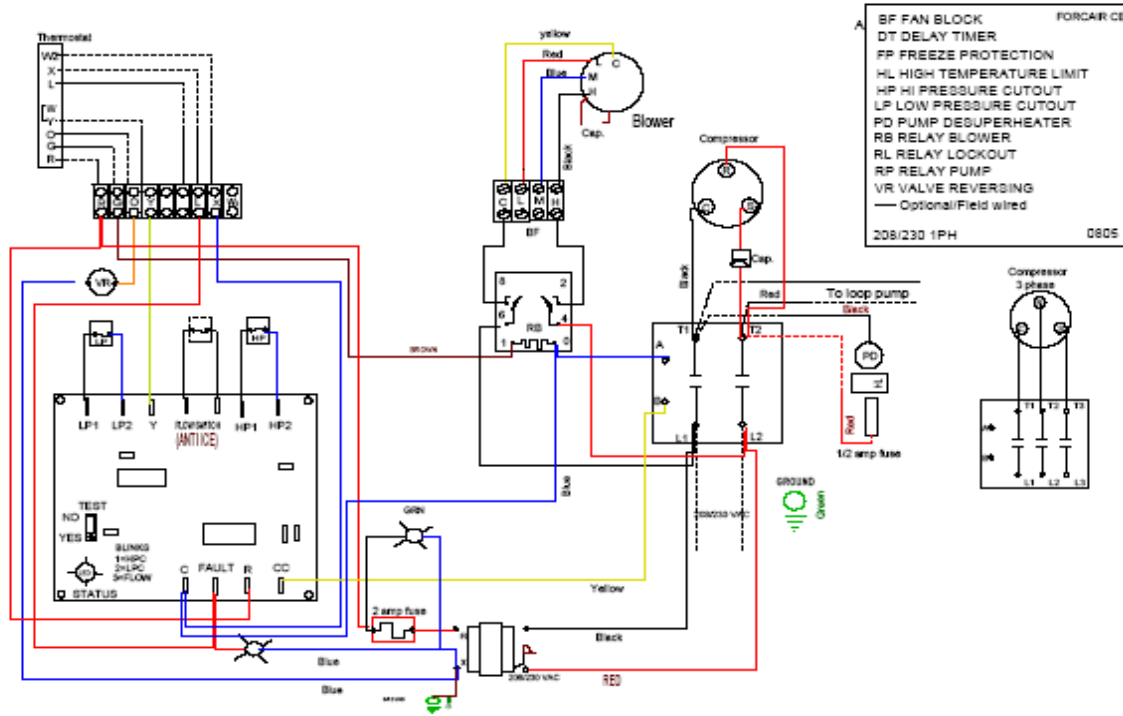 BF FAN BLOCK
FORCAIR CE
DT DELAY TIMER
FP FREEZE PROTECTION
HL HIGH TEMPERATURE LIMIT
HP HI PRESSURE CUTOUT
LP LOW PRESSURE CUTOUT
PD PUMP DESUPERHEATER
RB RELAY BLOWER
RL RELAY LOCKOUT
RP RELAY PUMP
VR VALVE REVERSING
Optional/Field wired
208/230 1PH
0805
A
Thermostat
W2
X
L
W
Y
O
G
R
yellow
Red
Blue
L
C
M
H
Cap.
Blower
Black
C
L
M
H
BF
8
2
6
4
RB
1
0
Compressor
R
C
S
Cap.
Black
Red
To loop pump
Black
T1
T2
A
B
L1
L2
PD
HL
Red
1/2 amp fuse
Compressor
3 phase
T1
T2
T3
L1
L2
L3
VR
LP
HP
BROWN
LP1
LP2
Y
FLOW SWITCH
(ANTI ICE)
HP1
HP2
TEST
NO
YES
BLINKS
1=HPC
2=LPC
5=FLOW
STATUS
C
FAULT
R
CC
Blue
GRN
GROUND
Green
208/230 VAC
Yellow
2 amp fuse
R
X
Black
208/230 VAC
RED
Blue
Blue